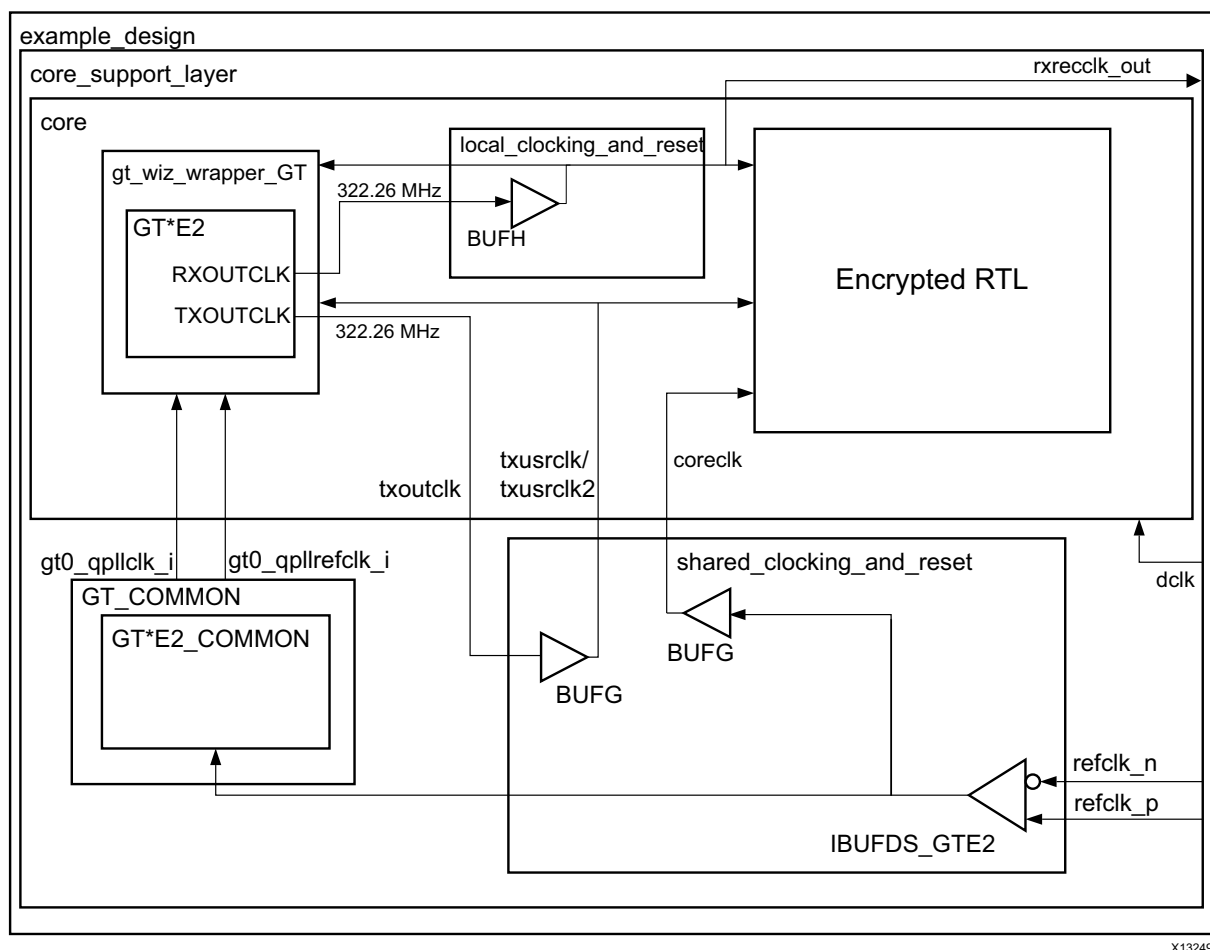 example_design
core_support_layer
rxrecclk_out
core
local_clocking_and_reset
gt_wiz_wrapper_GT
322.26 MHz
GT*E2
BUFH
RXOUTCLK
Encrypted RTL
TXOUTCLK
322.26 MHz
txusrclk/
txusrclk2
coreclk
txoutclk
gt0_qpllclk_i
gt0_qpllrefclk_i
shared_clocking_and_reset
dclk
GT_COMMON
GT*E2_COMMON
BUFG
BUFG
refclk_n
refclk_p
IBUFDS_GTE2
X13249